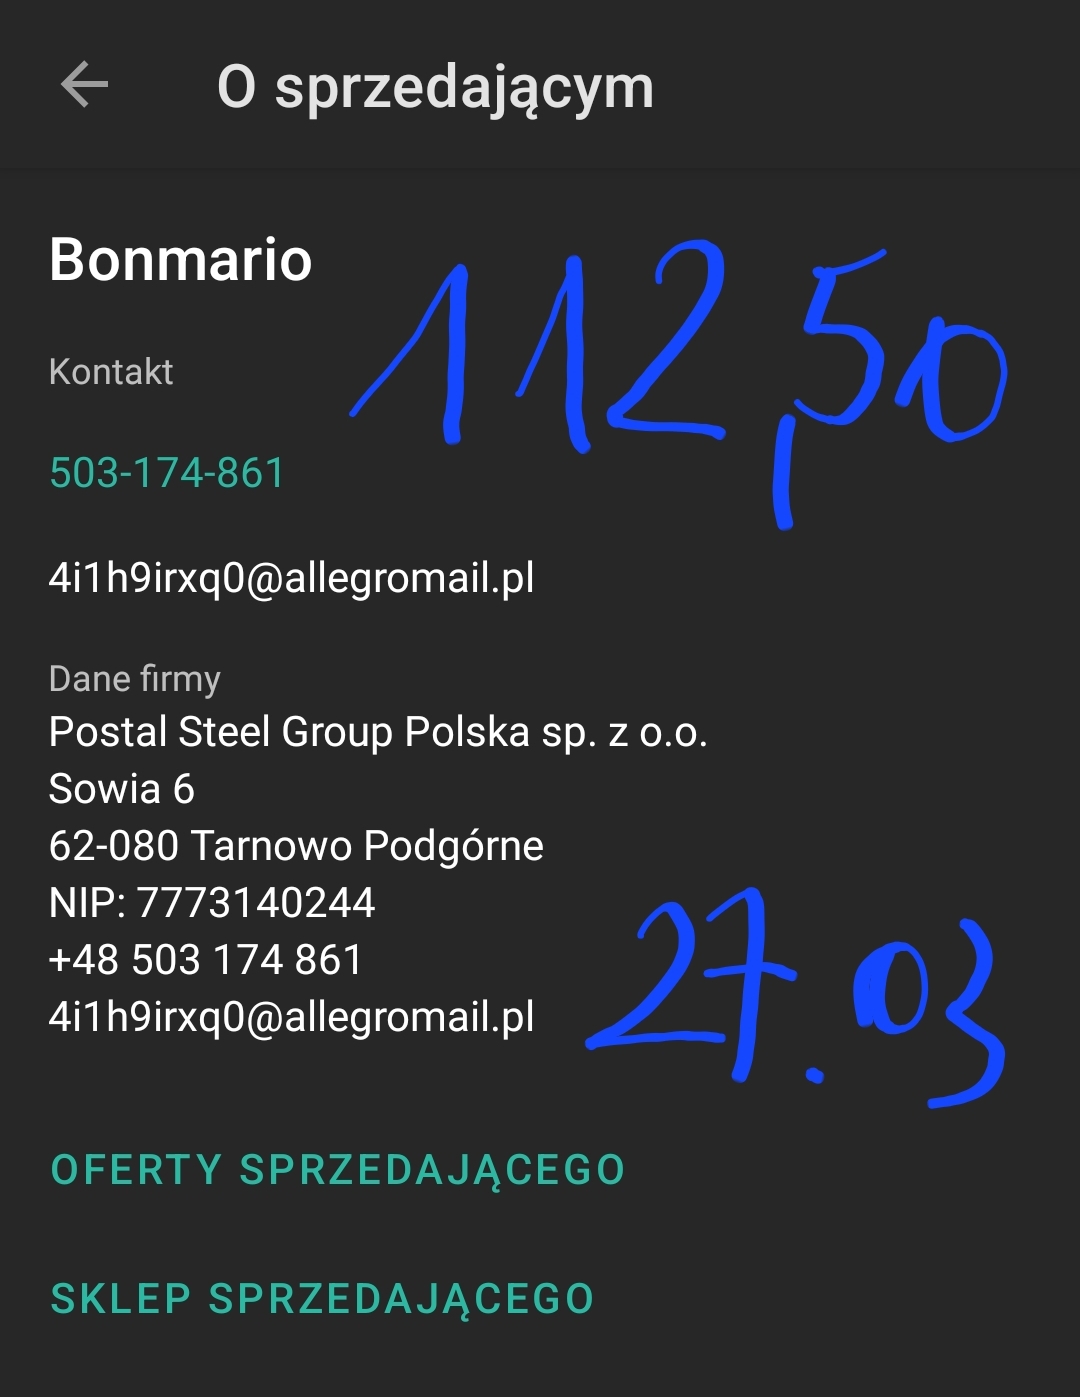 O sprzedającym
Bonmario
112,50
Kontakt
503-174-861
4i1h9irxq0@allegromail.pl
Dane firmy
Postal Steel Group Polska sp. z o.o.
Sowia 6
62-080 Tarnowo Podgórne
NIP: 7773140244
+48 503 174 861
4i1h9irxq0@allegromail.pl
27.03
OFERTY SPRZEDAJĄCEGO
SKLEP SPRZEDAJĄCEGO